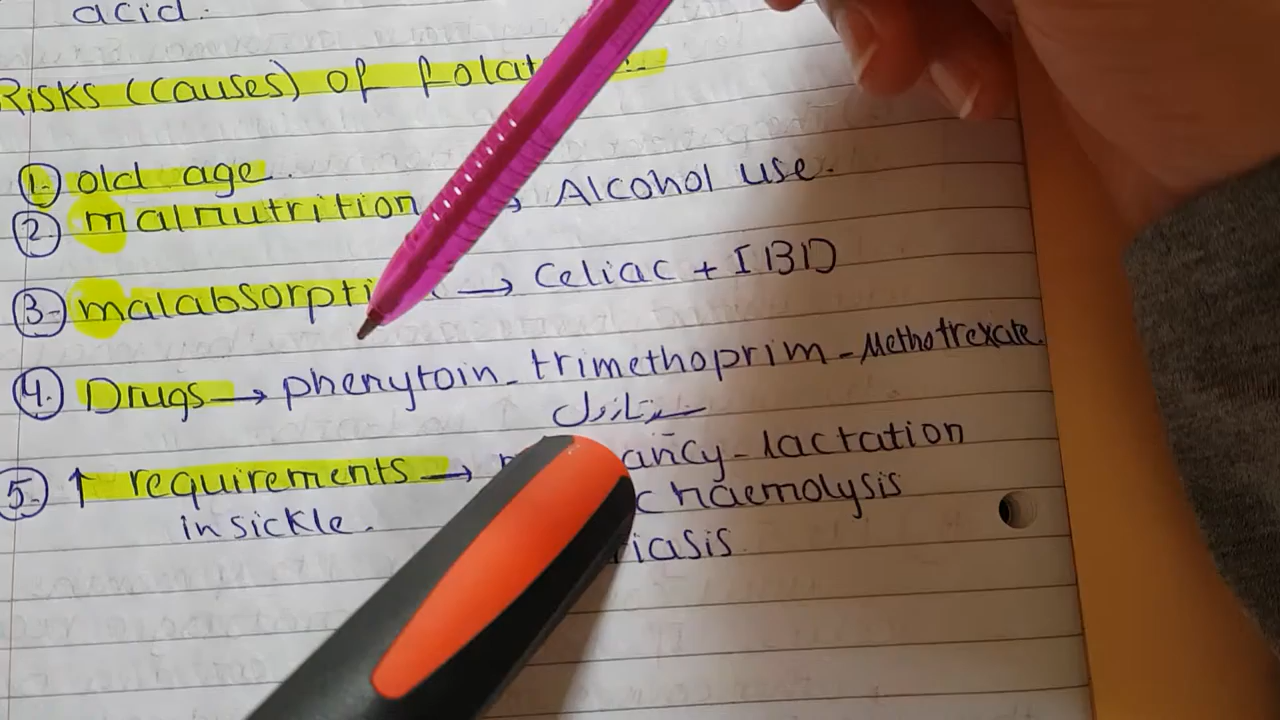 acid.
Risks (causes) of folat
1. old age.
2 malnutrition → Alcohol use.
3- malabsorpti → Celiac + IBD
4. Drugs → phenytoin - trimethoprim - Methotrexate.
5- ↑ requirements → ancy - lactation
in sickle. c haemolysis
iasis